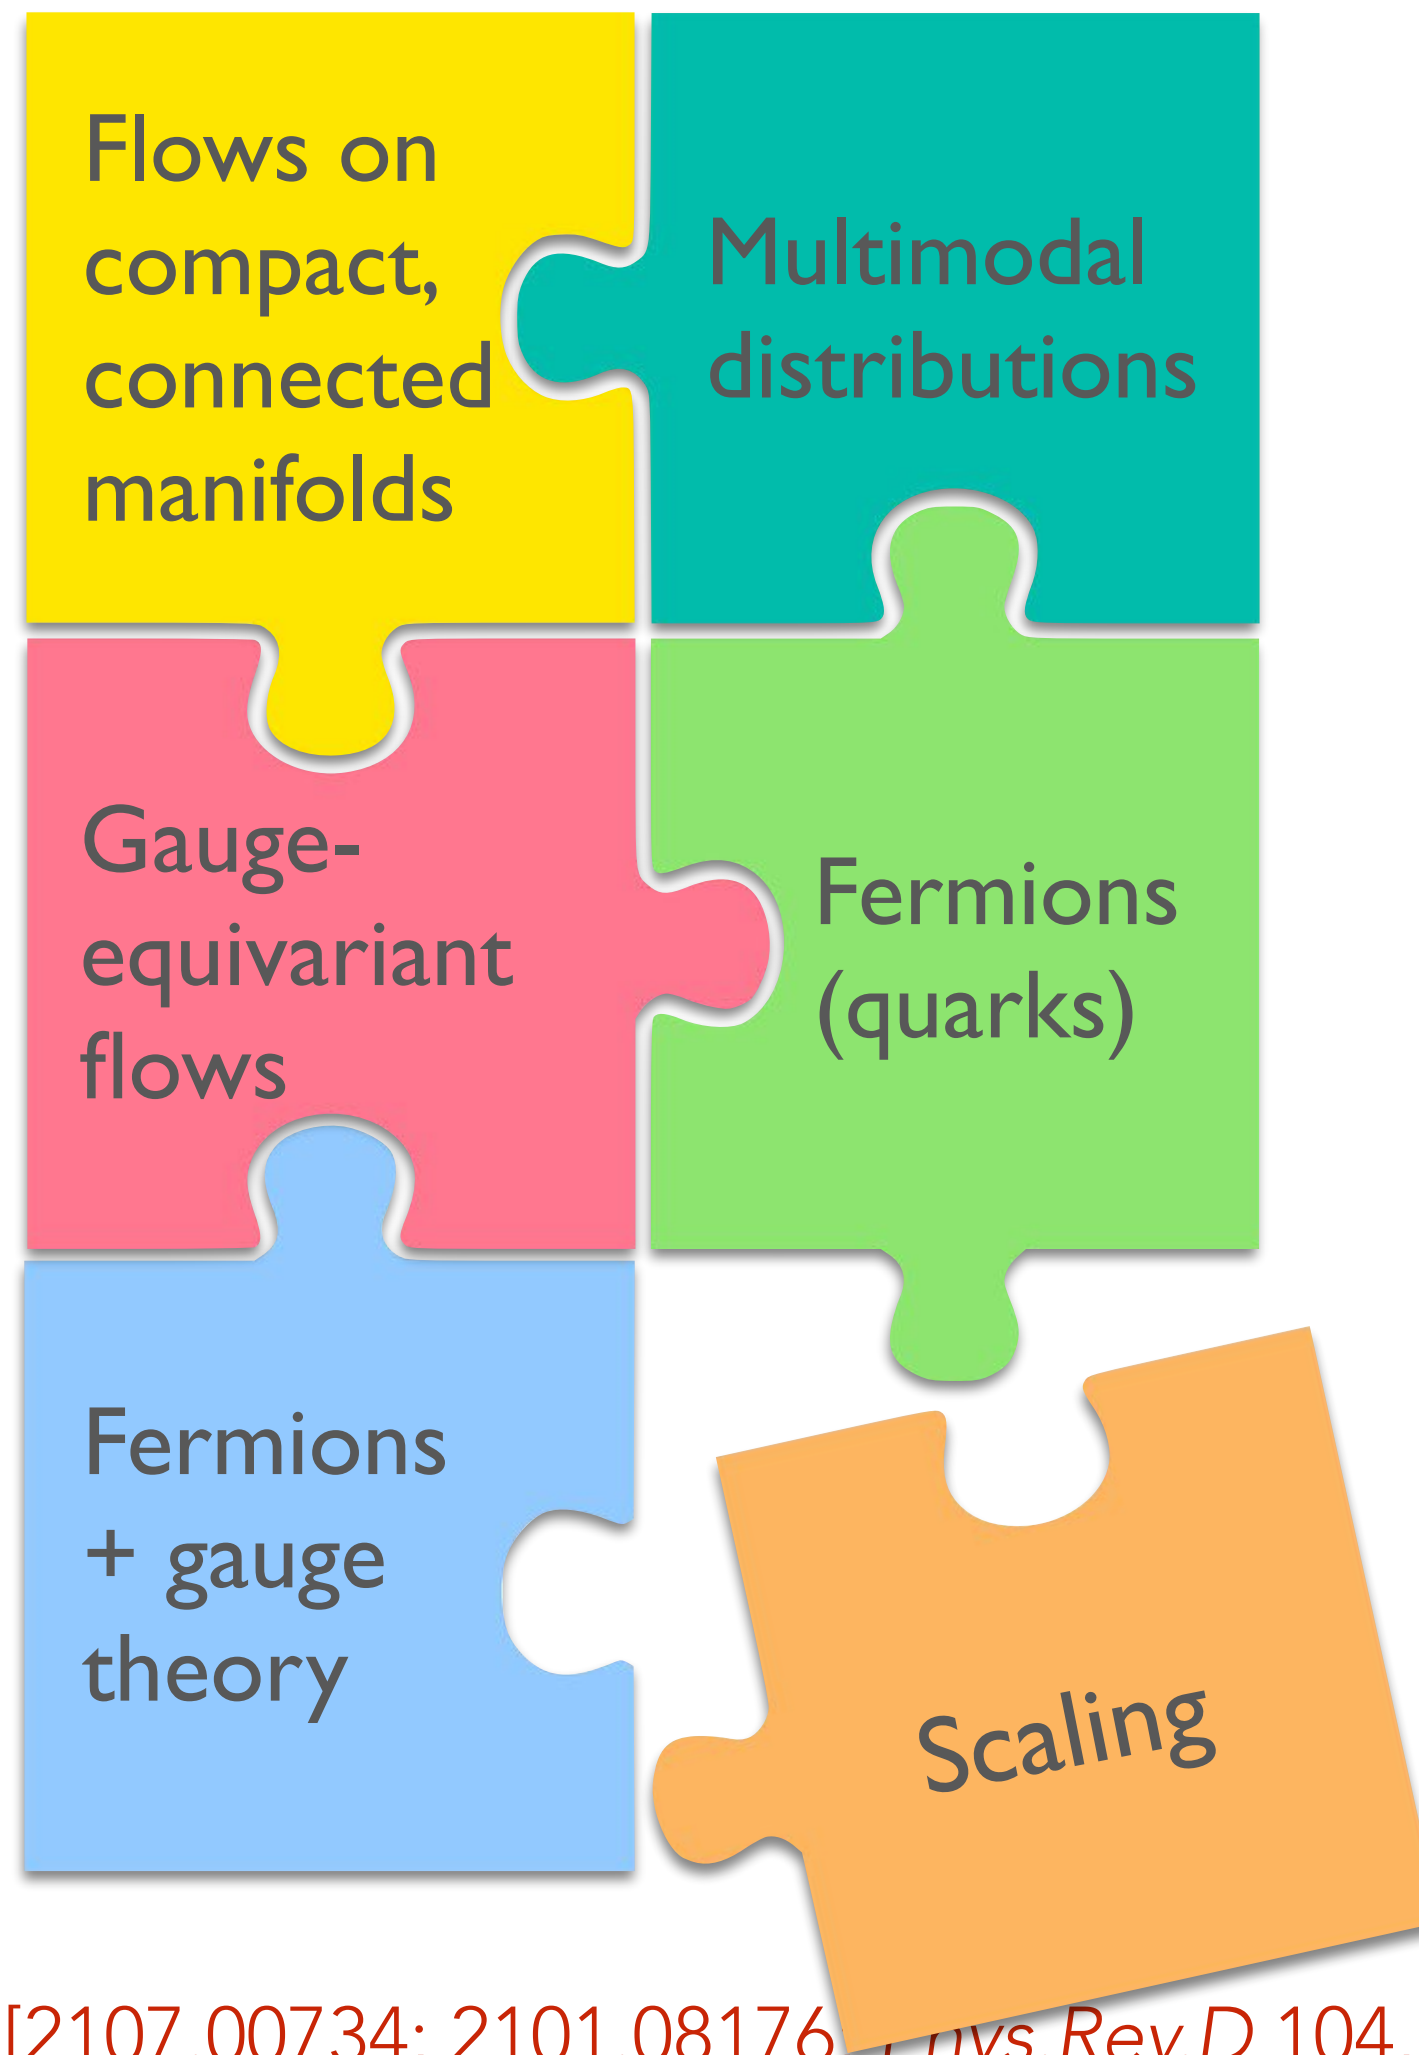 Flows on
compact,
connected
manifolds
Multimodal
distributions
Gauge-
equivariant
flows
Fermions
(quarks)
Fermions
+ gauge
theory
Scaling
[2107.00734; 2101.08176; Phys.Rev.D 104,